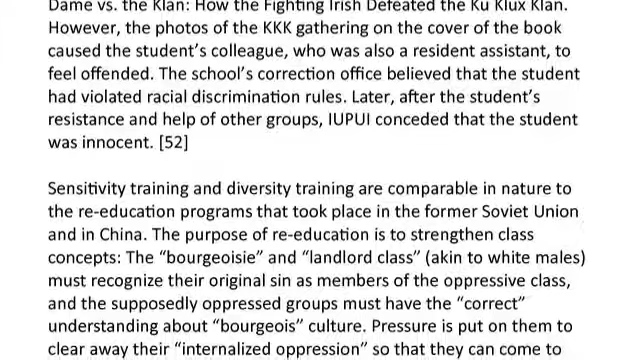 Dame vs. the Klan: How the Fighting Irish Defeated the Ku Klux Klan.
However, the photos of the KKK gathering on the cover of the book
caused the student's colleague, who was also a resident assistant, to
feel offended. The school's correction office believed that the student
had violated racial discrimination rules. Later, after the student's
resistance and help of other groups, IUPUI conceded that the student
was innocent. [52]

Sensitivity training and diversity training are comparable in nature to
the re-education programs that took place in the former Soviet Union
and in China. The purpose of re-education is to strengthen class
concepts: The “bourgeoisie” and “landlord class” (akin to white males)
must recognize their original sin as members of the oppressive class,
and the supposedly oppressed groups must have the “correct”
understanding about “bourgeois” culture. Pressure is put on them to
clear away their “internalized oppression” so that they can come to